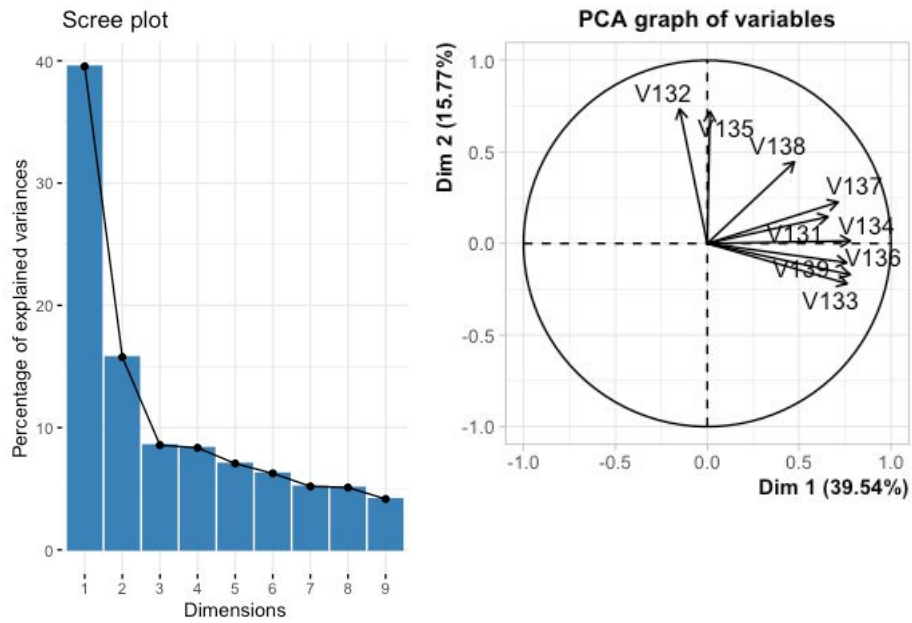 Scree plot
Percentage of explained variances
40
30
20
10
0
1 2 3 4 5 6 7 8 9
Dimensions
PCA graph of variables
Dim 2 (15.77%)
1.0
0.5
0.0
-0.5
-1.0
V132
V135
V138
V137
V131
V134
V136
V139
V133
-1.0 -0.5 0.0 0.5 1.0
Dim 1 (39.54%)